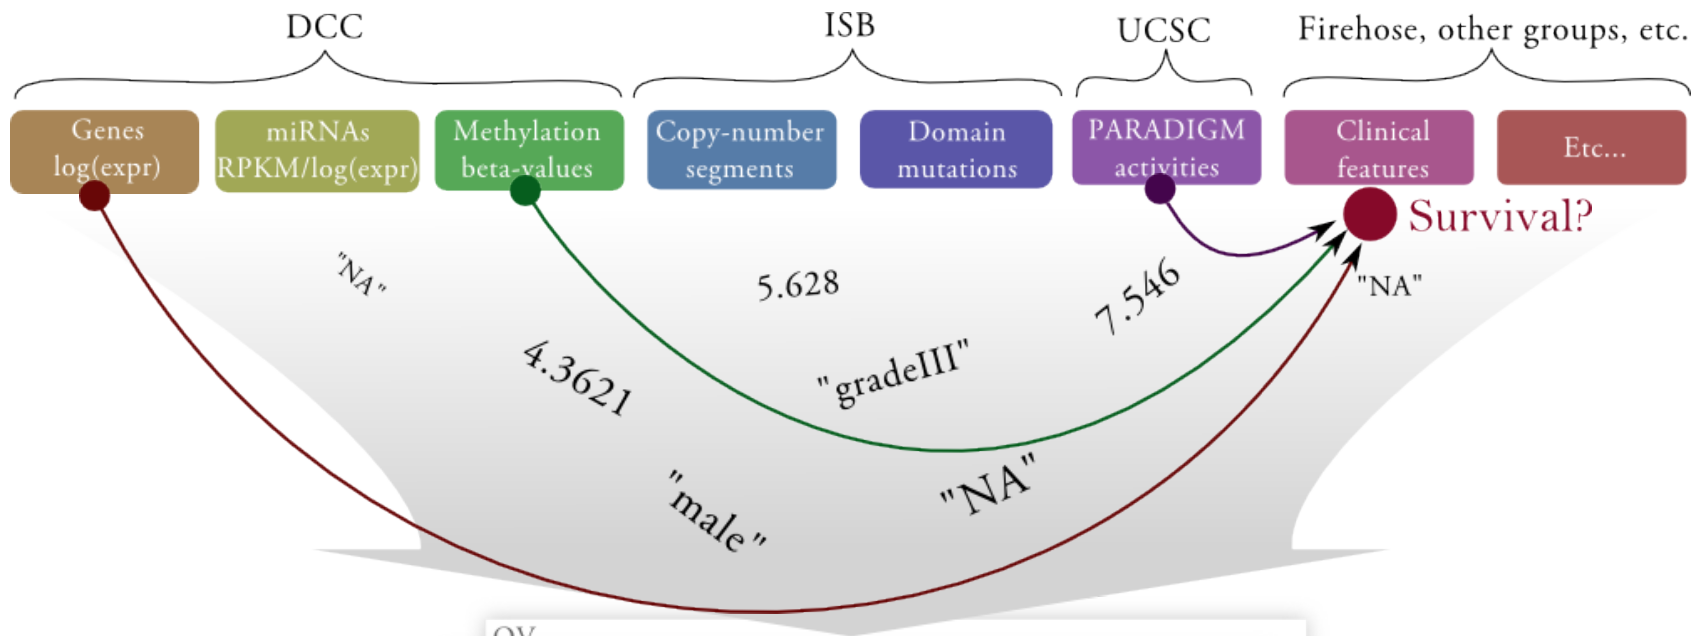 DCC
ISB
UCSC
Firehose, other groups, etc.
Genes
log(expr)
miRNAs
RPKM/log(expr)
Methylation
beta-values
Copy-number
segments
Domain
mutations
PARADIGM
activities
Clinical
features
Etc...
Survival?
"NA"
5.628
7.546
"NA"
4.3621
"gradeIII"
"male"
"NA"
OV